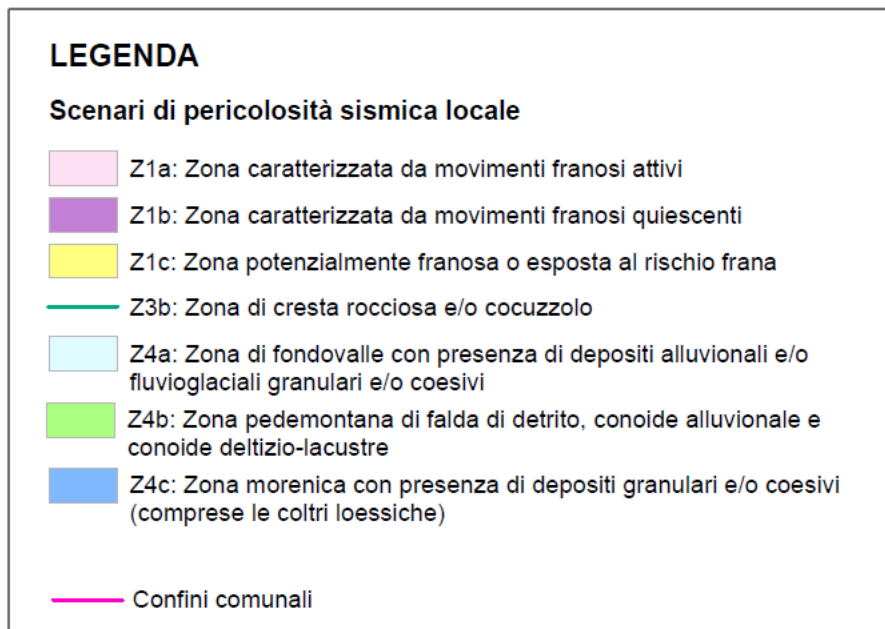 LEGENDA
Scenari di pericolosità sismica locale
Z1a: Zona caratterizzata da movimenti franosi attivi
Z1b: Zona caratterizzata da movimenti franosi quiescenti
Z1c: Zona potenzialmente franosa o esposta al rischio frana
Z3b: Zona di cresta rocciosa e/o cocuzzolo
Z4a: Zona di fondovalle con presenza di depositi alluvionali e/o
fluvioglaciali granulari e/o coesivi
Z4b: Zona pedemontana di falda di detrito, conoide alluvionale e
conoide deltizio-lacustre
Z4c: Zona morenica con presenza di depositi granulari e/o coesivi
(comprese le coltri loessiche)
Confini comunali